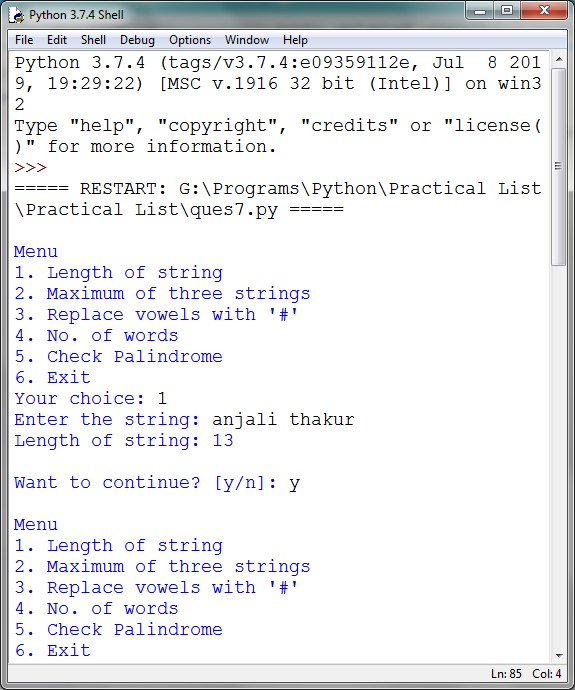 Python 3.7.4 Shell
File Edit Shell Debug Options Window Help
Python 3.7.4 (tags/v3.7.4:e09359112e, Jul  8 201
9, 19:29:22) [MSC v.1916 32 bit (Intel)] on win3
2
Type "help", "copyright", "credits" or "license(
)" for more information.
>>>
===== RESTART: G:\Programs\Python\Practical List
\Practical List\ques7.py =====
Menu
1. Length of string
2. Maximum of three strings
3. Replace vowels with '#'
4. No. of words
5. Check Palindrome
6. Exit
Your choice: 1
Enter the string: anjali thakur
Length of string: 13
Want to continue? [y/n]: y
Menu
1. Length of string
2. Maximum of three strings
3. Replace vowels with '#'
4. No. of words
5. Check Palindrome
6. Exit
Ln: 85 Col: 4